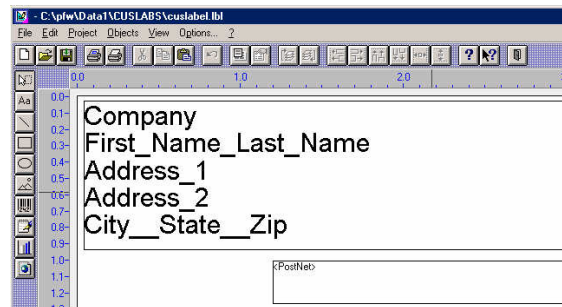 - C:\pfw\Data1\CUSLABS\cuslabel.lbl
File Edit Project Objects View Options... ?
0.0 1.0 2.0
Aa
0.0
0.1
0.2
0.3
0.4
0.5
0.6
0.7
0.8
0.9
1.0
1.1
1.2
Company
First_Name_Last_Name
Address_1
Address_2
City__State__Zip
<PostNet>